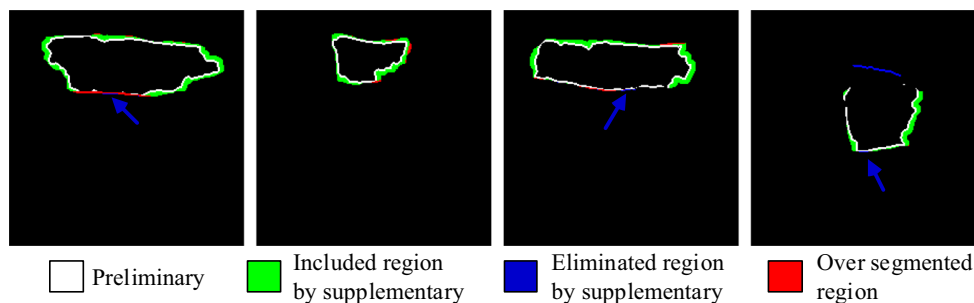 Preliminary
Included region
by supplementary
Eliminated region
by supplementary
Over segmented
region